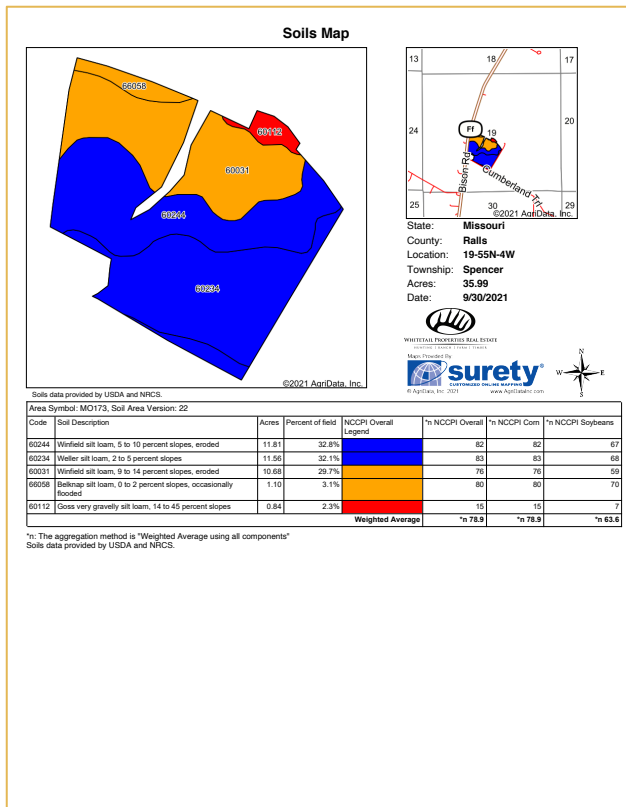 Soils Map
66058
60112
60031
60244
60234
©2021 AgriData, Inc.
13
18
17
Ff
19
20
24
Bison Rd
Cumberland Trl
25
30
29
©2021 AgriData, Inc.
State: Missouri
County: Ralls
Location: 19-55N-4W
Township: Spencer
Acres: 35.99
Date: 9/30/2021
WHITETAIL PROPERTIES REAL ESTATE
HUNTING | RANCH | FARM | TIMBER
Maps Provided By
surety®
CUSTOMIZED ONLINE MAPPING
© AgriData, Inc. 2021 www.AgriDataInc.com
N
W E
S
Soils data provided by USDA and NRCS.
Area Symbol: MO173, Soil Area Version: 22
Code Soil Description Acres Percent of field NCCPI Overall Legend *n NCCPI Overall *n NCCPI Corn *n NCCPI Soybeans
60244 Winfield silt loam, 5 to 10 percent slopes, eroded 11.81 32.8% 82 82 67
60234 Weller silt loam, 2 to 5 percent slopes 11.56 32.1% 83 83 68
60031 Winfield silt loam, 9 to 14 percent slopes, eroded 10.68 29.7% 76 76 59
66058 Belknap silt loam, 0 to 2 percent slopes, occasionally flooded 1.10 3.1% 80 80 70
60112 Goss very gravelly silt loam, 14 to 45 percent slopes 0.84 2.3% 15 15 7
Weighted Average *n 78.9 *n 78.9 *n 63.6
*n: The aggregation method is "Weighted Average using all components"
Soils data provided by USDA and NRCS.